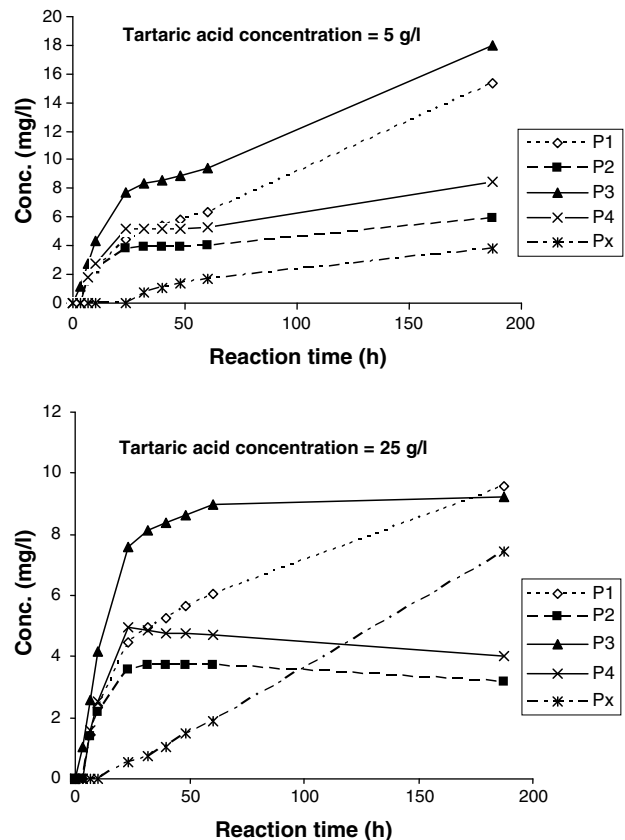 Tartaric acid concentration = 5 g/l
20
18
16
14
12
10
8
6
4
2
0
Conc. (mg/l)
0 50 100 150 200
Reaction time (h)
P1
P2
P3
P4
Px
Tartaric acid concentration = 25 g/l
12
10
8
6
4
2
0
Conc. (mg/l)
0 50 100 150 200
Reaction time (h)
P1
P2
P3
P4
Px